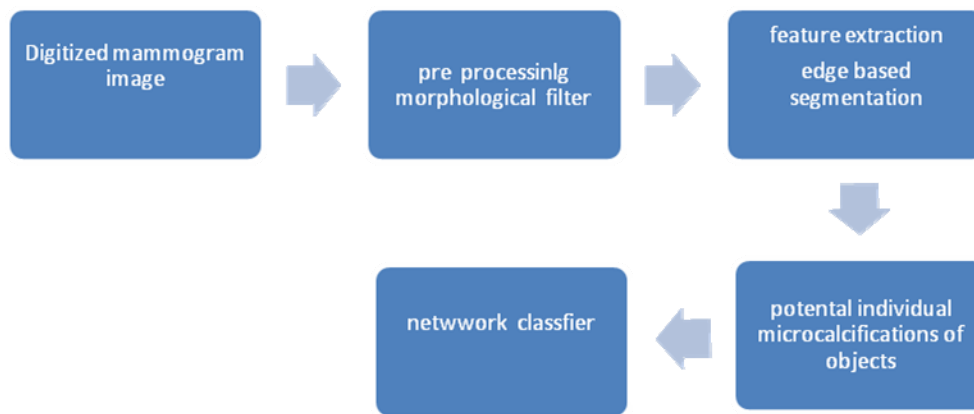 Digitized mammogram
image
pre processinlg
morphological filter
feature extraction
edge based
segmentation
potental individual
microcalcifications of
objects
netwwork classfier